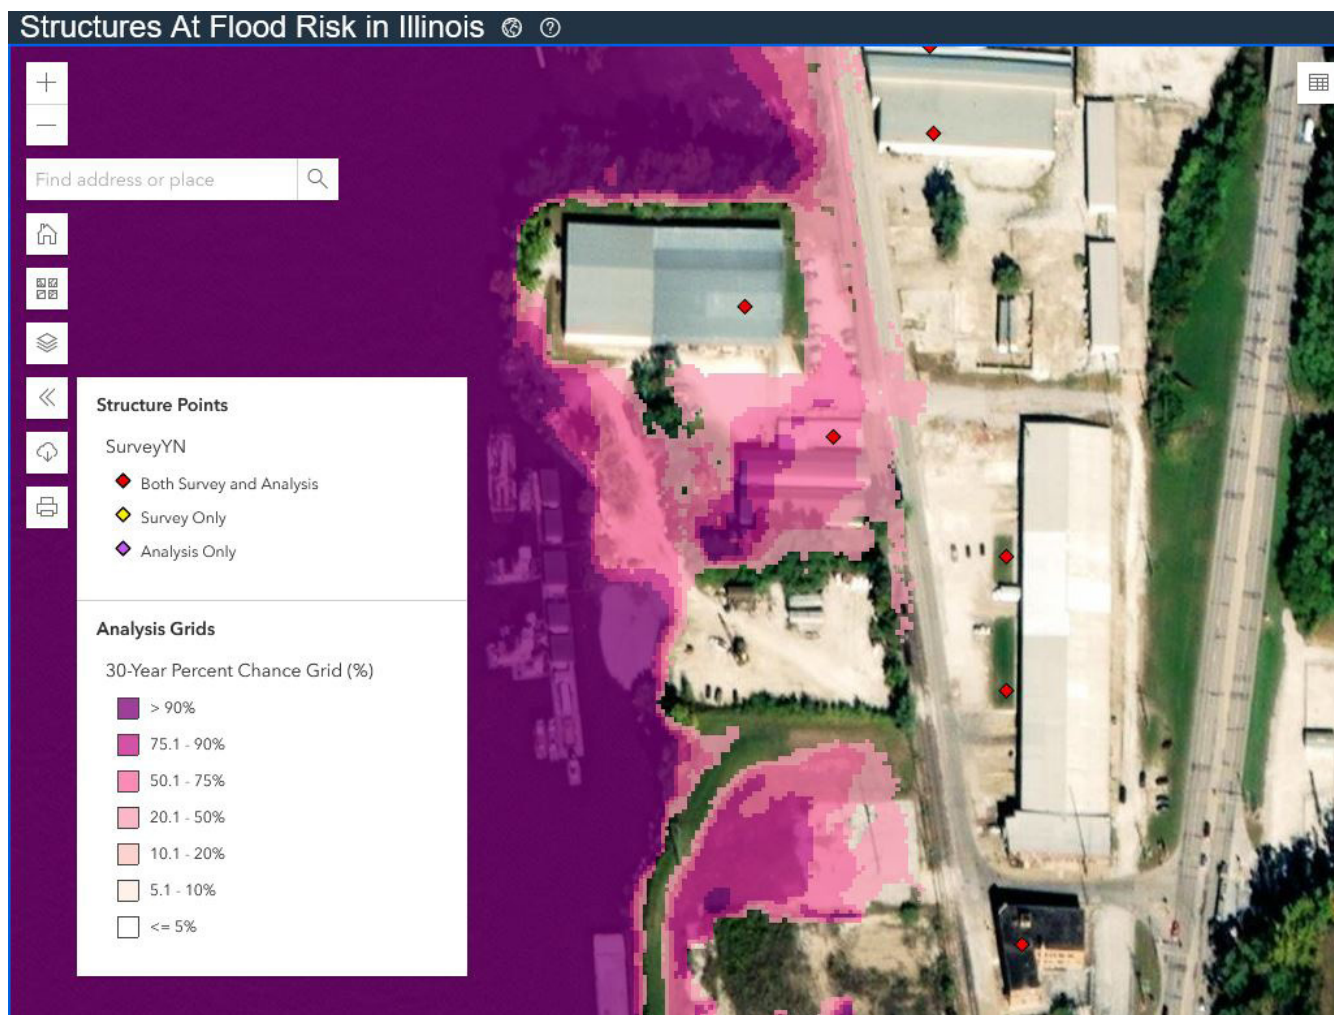 Structures At Flood Risk in Illinois
Find address or place
Structure Points
SurveyYN
Both Survey and Analysis
Survey Only
Analysis Only
Analysis Grids
30-Year Percent Chance Grid (%)
> 90%
75.1 - 90%
50.1 - 75%
20.1 - 50%
10.1 - 20%
5.1 - 10%
<= 5%